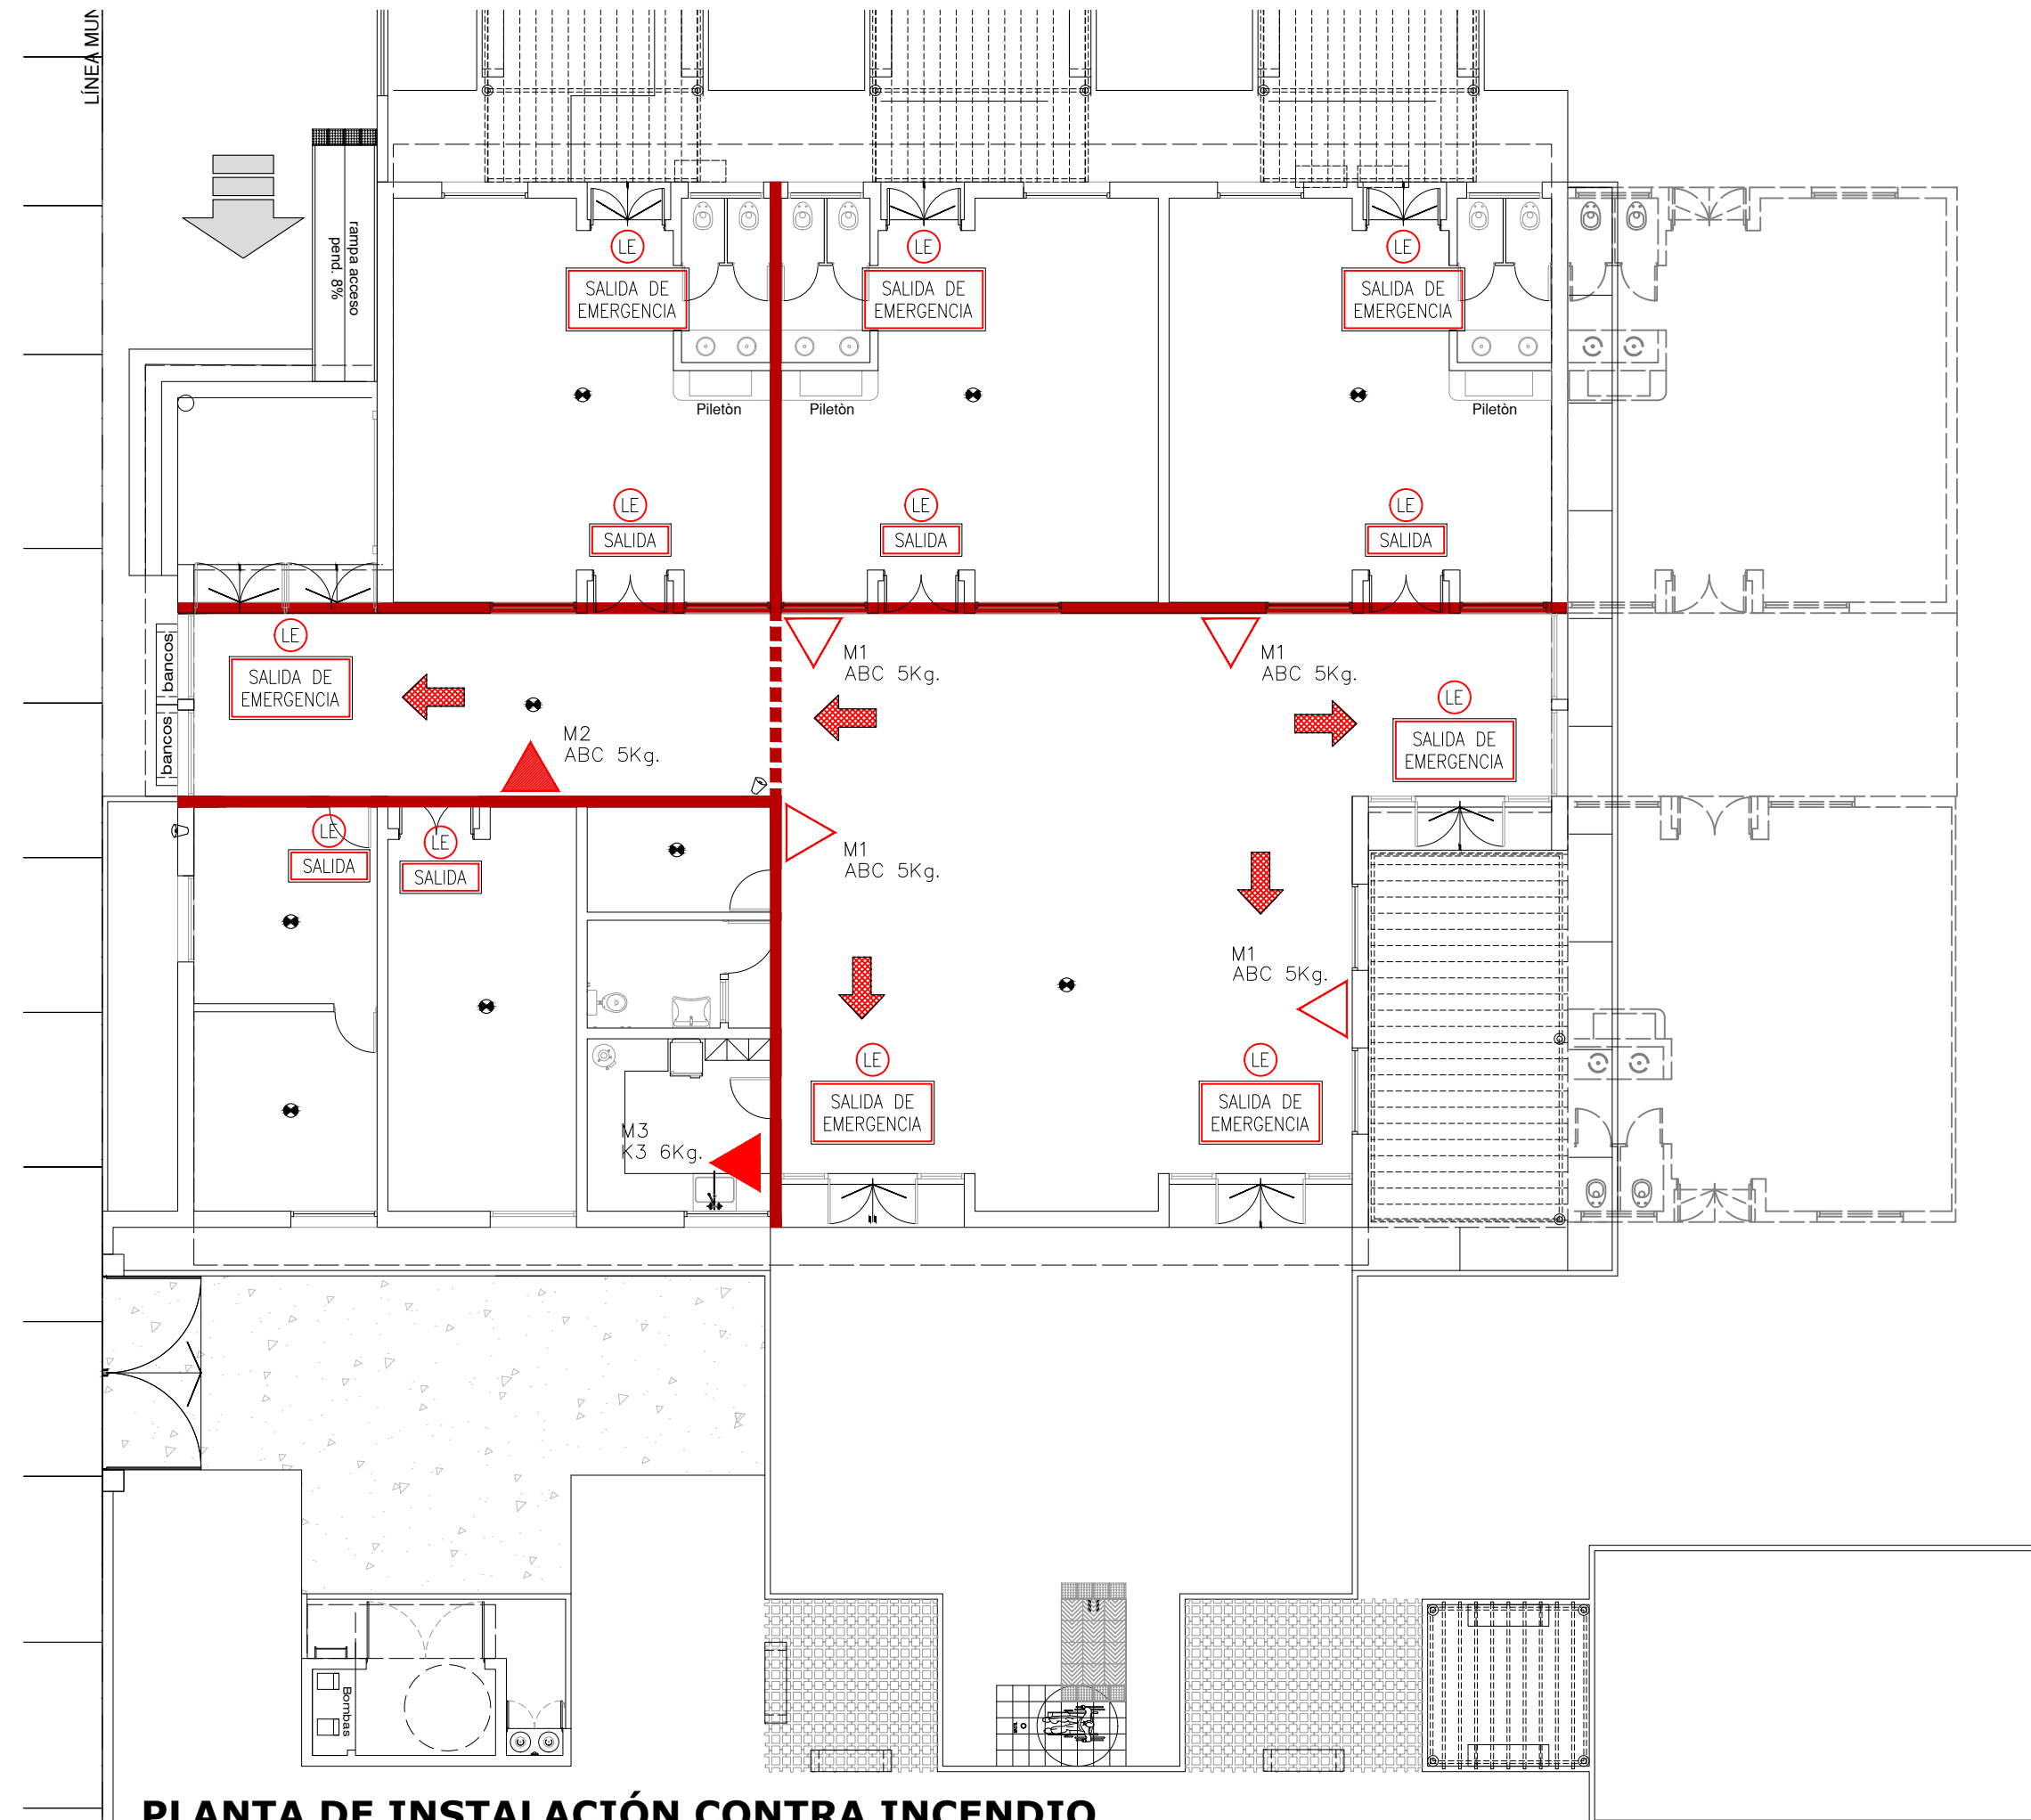 LÍNEA MUN
rampa acceso
pend. 8%
LE
SALIDA DE
EMERGENCIA
LE
SALIDA DE
EMERGENCIA
LE
SALIDA DE
EMERGENCIA
Piletòn
Piletòn
Piletòn
LE
SALIDA
LE
SALIDA
LE
SALIDA
bancos
bancos
LE
SALIDA DE
EMERGENCIA
M2
ABC 5Kg.
M1
ABC 5Kg.
M1
ABC 5Kg.
LE
SALIDA DE
EMERGENCIA
LE
SALIDA
LE
SALIDA
M1
ABC 5Kg.
M1
ABC 5Kg.
M3
K3 6Kg.
LE
SALIDA DE
EMERGENCIA
LE
SALIDA DE
EMERGENCIA
Bombas
PLANTA DE INSTALACIÓN CONTRA INCENDIO